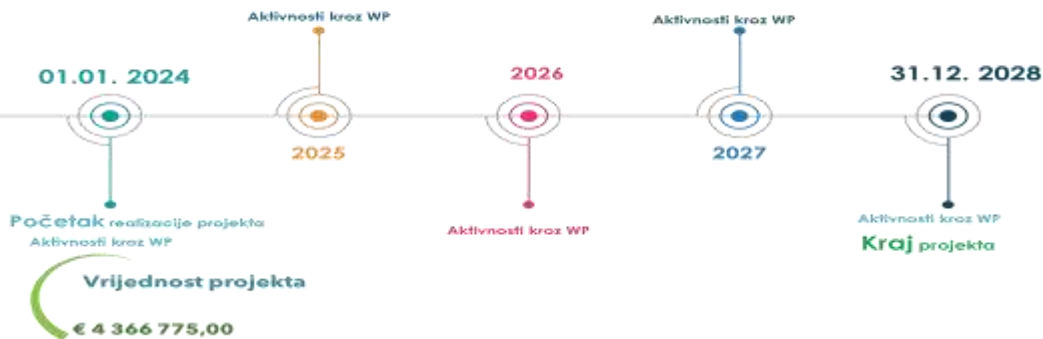 Aktivnosti kroz WP
Aktivnosti kroz WP
01.01. 2024
2026
31.12. 2028
2025
2027
Početak realizacije projekta
Aktivnosti kroz WP
Aktivnosti kroz WP
Aktivnosti kroz WP
Kraj projekta
Vrijednost projekta
€ 4 366 775,00